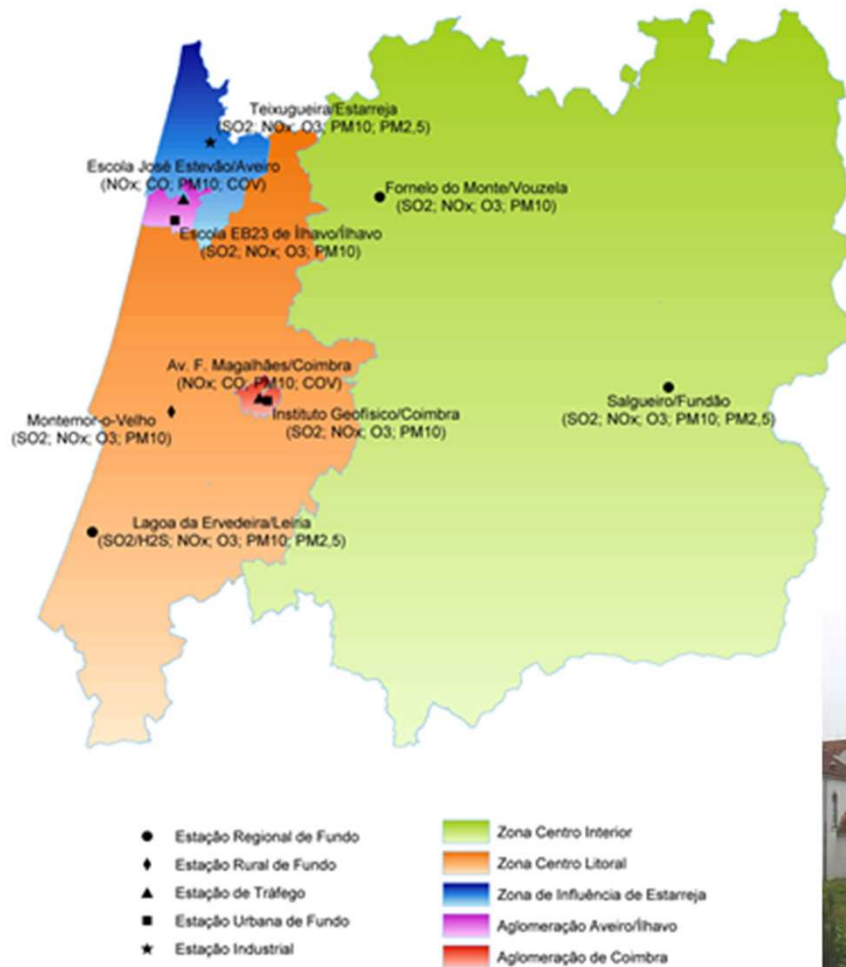 Teixugueira/Estarreja
(SO2; NOx; O3; PM10; PM2,5)
Escola José Estevão/Aveiro
(NOx; CO; PM10; COV)
Fornelo do Monte/Vouzela
(SO2; NOx; O3; PM10)
Escola EB23 de Ílhavo/Ílhavo
(SO2; NOx; O3; PM10)
Av. F. Magalhães/Coimbra
(NOx; CO; PM10; COV)
Salgueiro/Fundão
(SO2; NOx; O3; PM10; PM2,5)
Instituto Geofísico/Coimbra
(SO2; NOx; O3; PM10)
Montemor-o-Velho
(SO2; NOx; O3; PM10)
Lagoa da Ervedeira/Leiria
(SO2/H2S; NOx; O3; PM10; PM2,5)
Estação Regional de Fundo
Estação Rural de Fundo
Estação de Tráfego
Estação Urbana de Fundo
Estação Industrial
Zona Centro Interior
Zona Centro Litoral
Zona de Influência de Estarreja
Aglomeração Aveiro/Ílhavo
Aglomeração de Coimbra